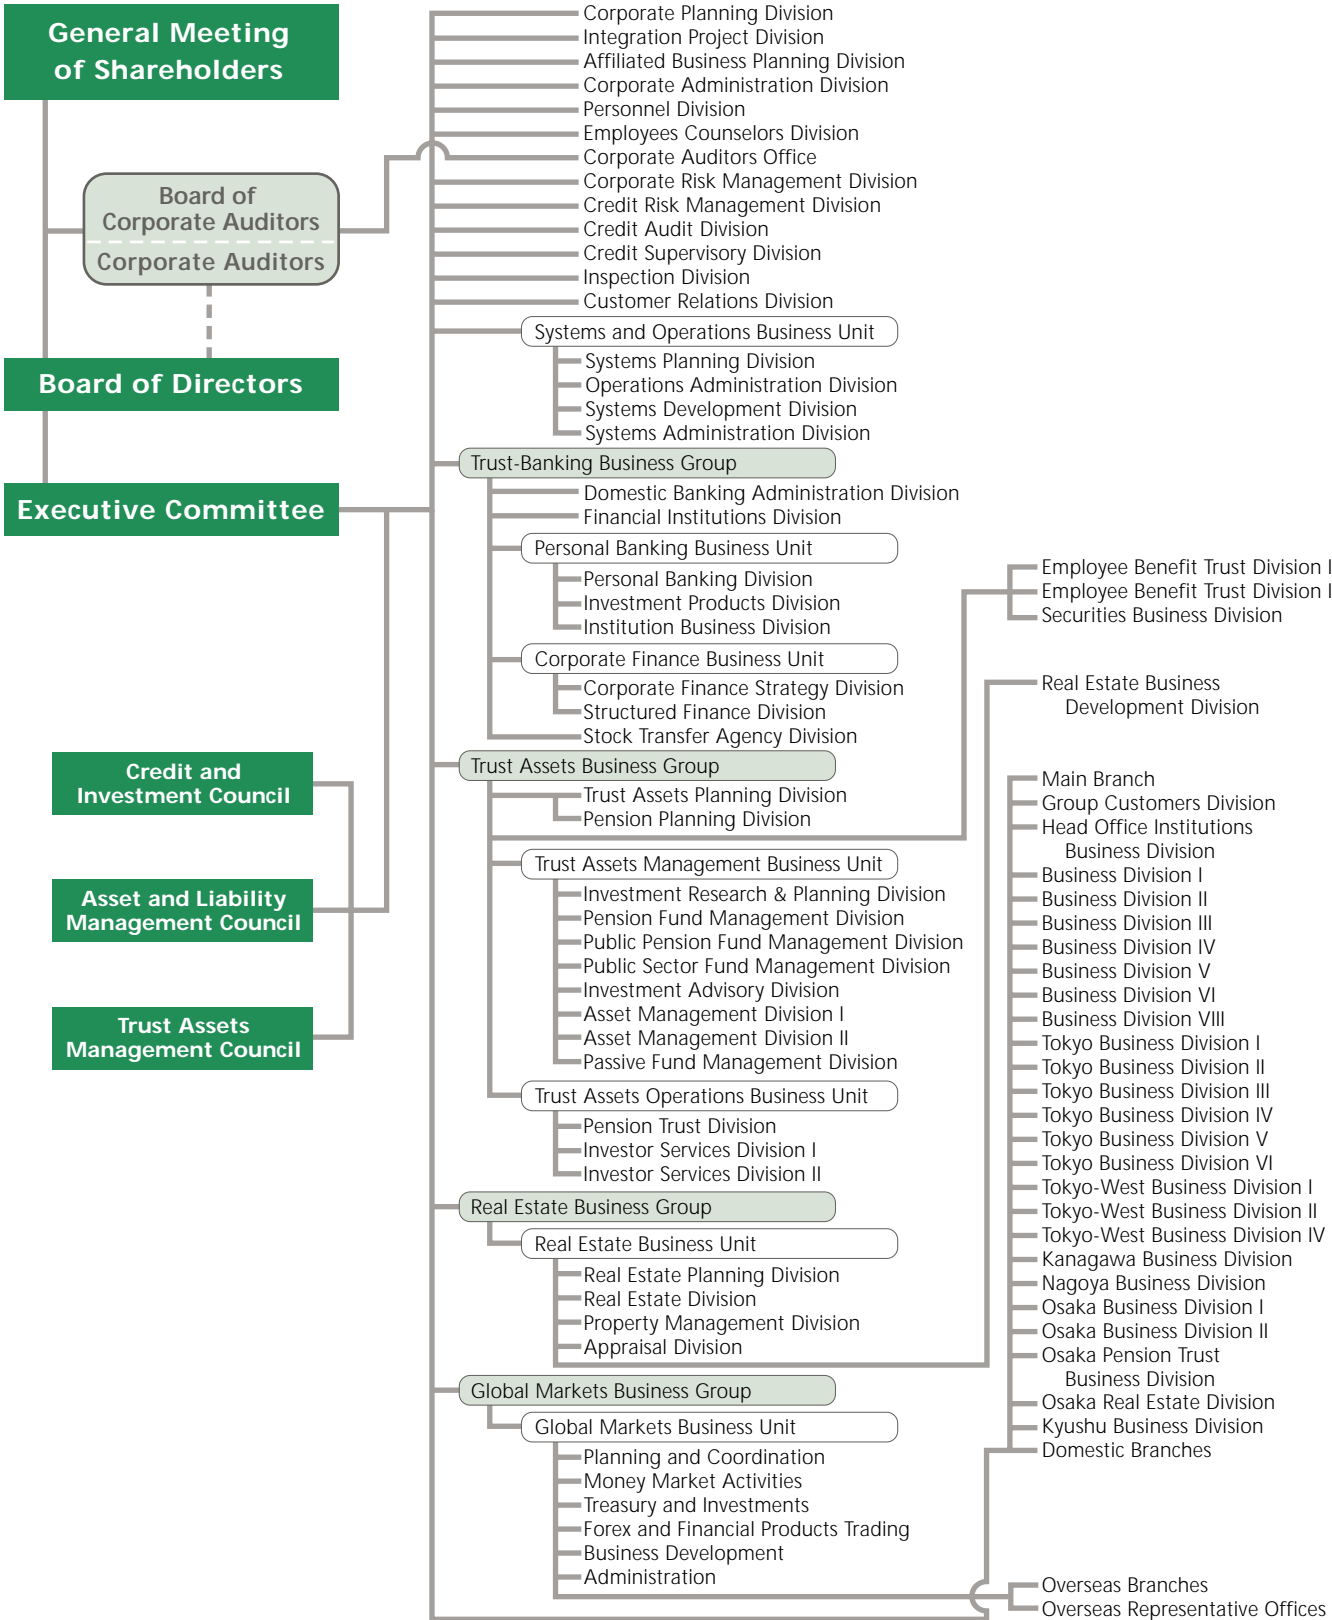 General Meeting
of Shareholders
Board of
Corporate Auditors
Corporate Auditors
Board of Directors
Executive Committee
Credit and
Investment Council
Asset and Liability
Management Council
Trust Assets
Management Council
Corporate Planning Division
Integration Project Division
Affiliated Business Planning Division
Corporate Administration Division
Personnel Division
Employees Counselors Division
Corporate Auditors Office
Corporate Risk Management Division
Credit Risk Management Division
Credit Audit Division
Credit Supervisory Division
Inspection Division
Customer Relations Division
Systems and Operations Business Unit
Systems Planning Division
Operations Administration Division
Systems Development Division
Systems Administration Division
Trust-Banking Business Group
Domestic Banking Administration Division
Financial Institutions Division
Personal Banking Business Unit
Personal Banking Division
Investment Products Division
Institution Business Division
Corporate Finance Business Unit
Corporate Finance Strategy Division
Structured Finance Division
Stock Transfer Agency Division
Trust Assets Business Group
Trust Assets Planning Division
Pension Planning Division
Trust Assets Management Business Unit
Investment Research & Planning Division
Pension Fund Management Division
Public Pension Fund Management Division
Public Sector Fund Management Division
Investment Advisory Division
Asset Management Division I
Asset Management Division II
Passive Fund Management Division
Trust Assets Operations Business Unit
Pension Trust Division
Investor Services Division I
Investor Services Division II
Real Estate Business Group
Real Estate Business Unit
Real Estate Planning Division
Real Estate Division
Property Management Division
Appraisal Division
Global Markets Business Group
Global Markets Business Unit
Planning and Coordination
Money Market Activities
Treasury and Investments
Forex and Financial Products Trading
Business Development
Administration
Employee Benefit Trust Division I
Employee Benefit Trust Division I
Securities Business Division
Real Estate Business
Development Division
Main Branch
Group Customers Division
Head Office Institutions
Business Division
Business Division I
Business Division II
Business Division III
Business Division IV
Business Division V
Business Division VI
Business Division VIII
Tokyo Business Division I
Tokyo Business Division II
Tokyo Business Division III
Tokyo Business Division IV
Tokyo Business Division V
Tokyo Business Division VI
Tokyo-West Business Division I
Tokyo-West Business Division II
Tokyo-West Business Division IV
Kanagawa Business Division
Nagoya Business Division
Osaka Business Division I
Osaka Business Division II
Osaka Pension Trust
Business Division
Osaka Real Estate Division
Kyushu Business Division
Domestic Branches
Overseas Branches
Overseas Representative Offices